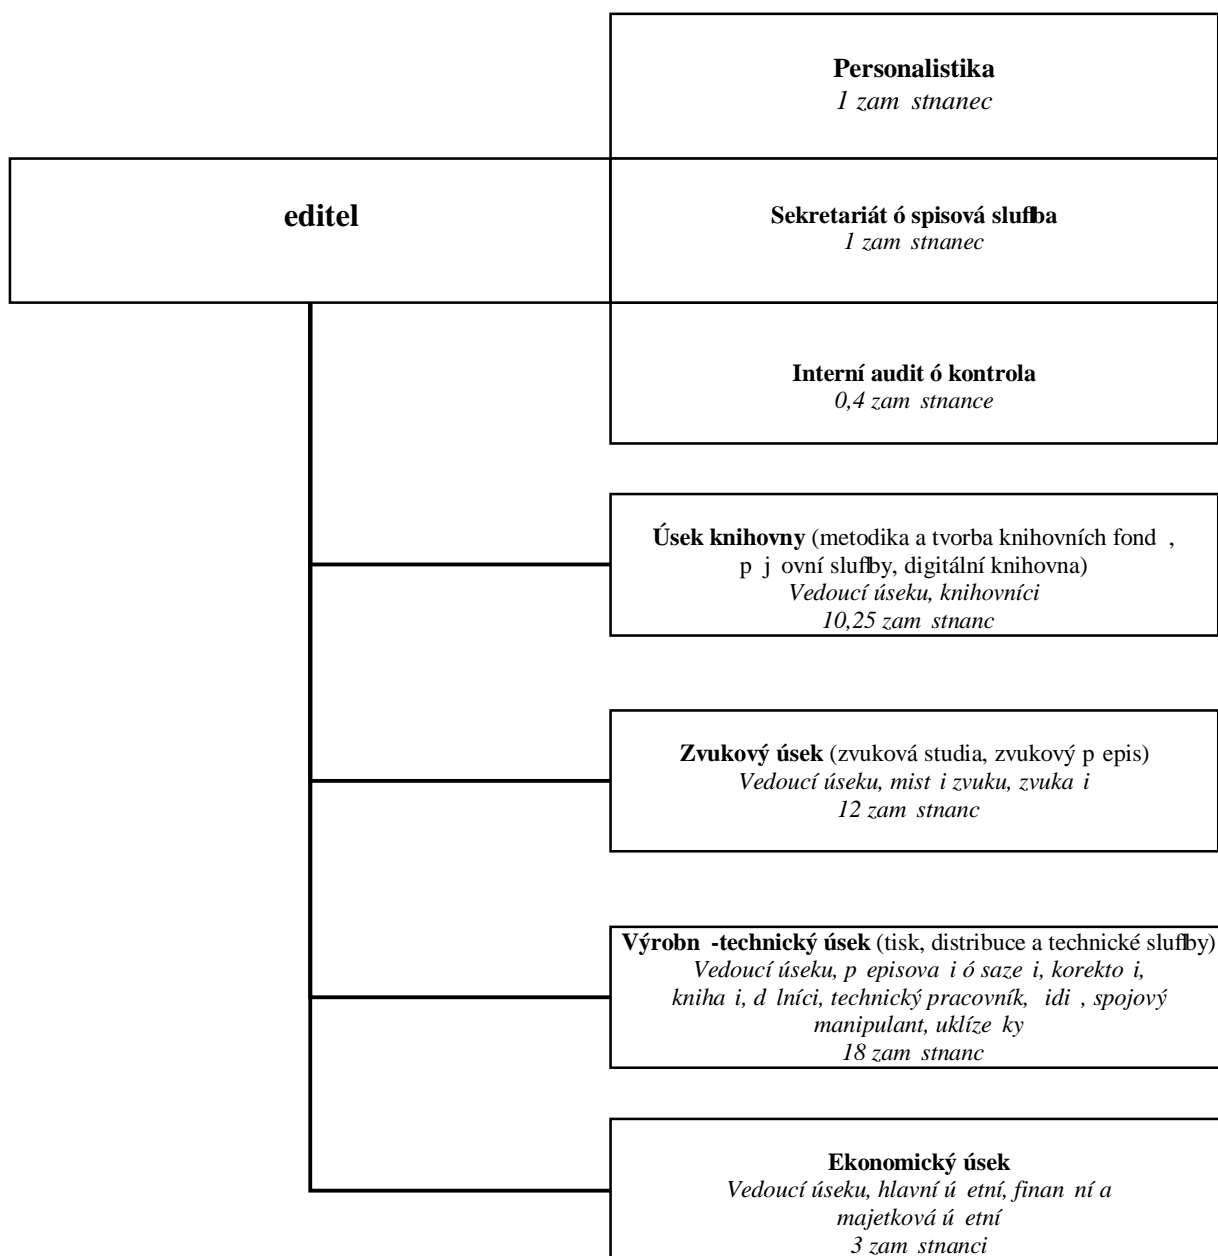 Personalistika
1 zam stnanec
editel
Sekretariát ó spisová služba
1 zam stnanec
Interní audit ó kontrola
0,4 zam stnance
Úsek knihovny (metodika a tvorba knihovních fond ,
p j ovní sluflby, digitální knihovna)
Vedoucí úseku, knihovníci
10,25 zam stnanc
Zvukový úsek (zvuková studia, zvukový p epis)
Vedoucí úseku, mist i zvuku, zvuka i
12 zam stnanc
Výrobn -technický úsek (tisk, distribuce a technické sluflby)
Vedoucí úseku, p episova i ó saze i, korekto i,
kniha i, d lníci, technický pracovník, idi , spojový
manipulant, uklíze ky
18 zam stnanc
Ekonomický úsek
Vedoucí úseku, hlavní ú etní, finan ní a
majetková ú etní
3 zam stnanci